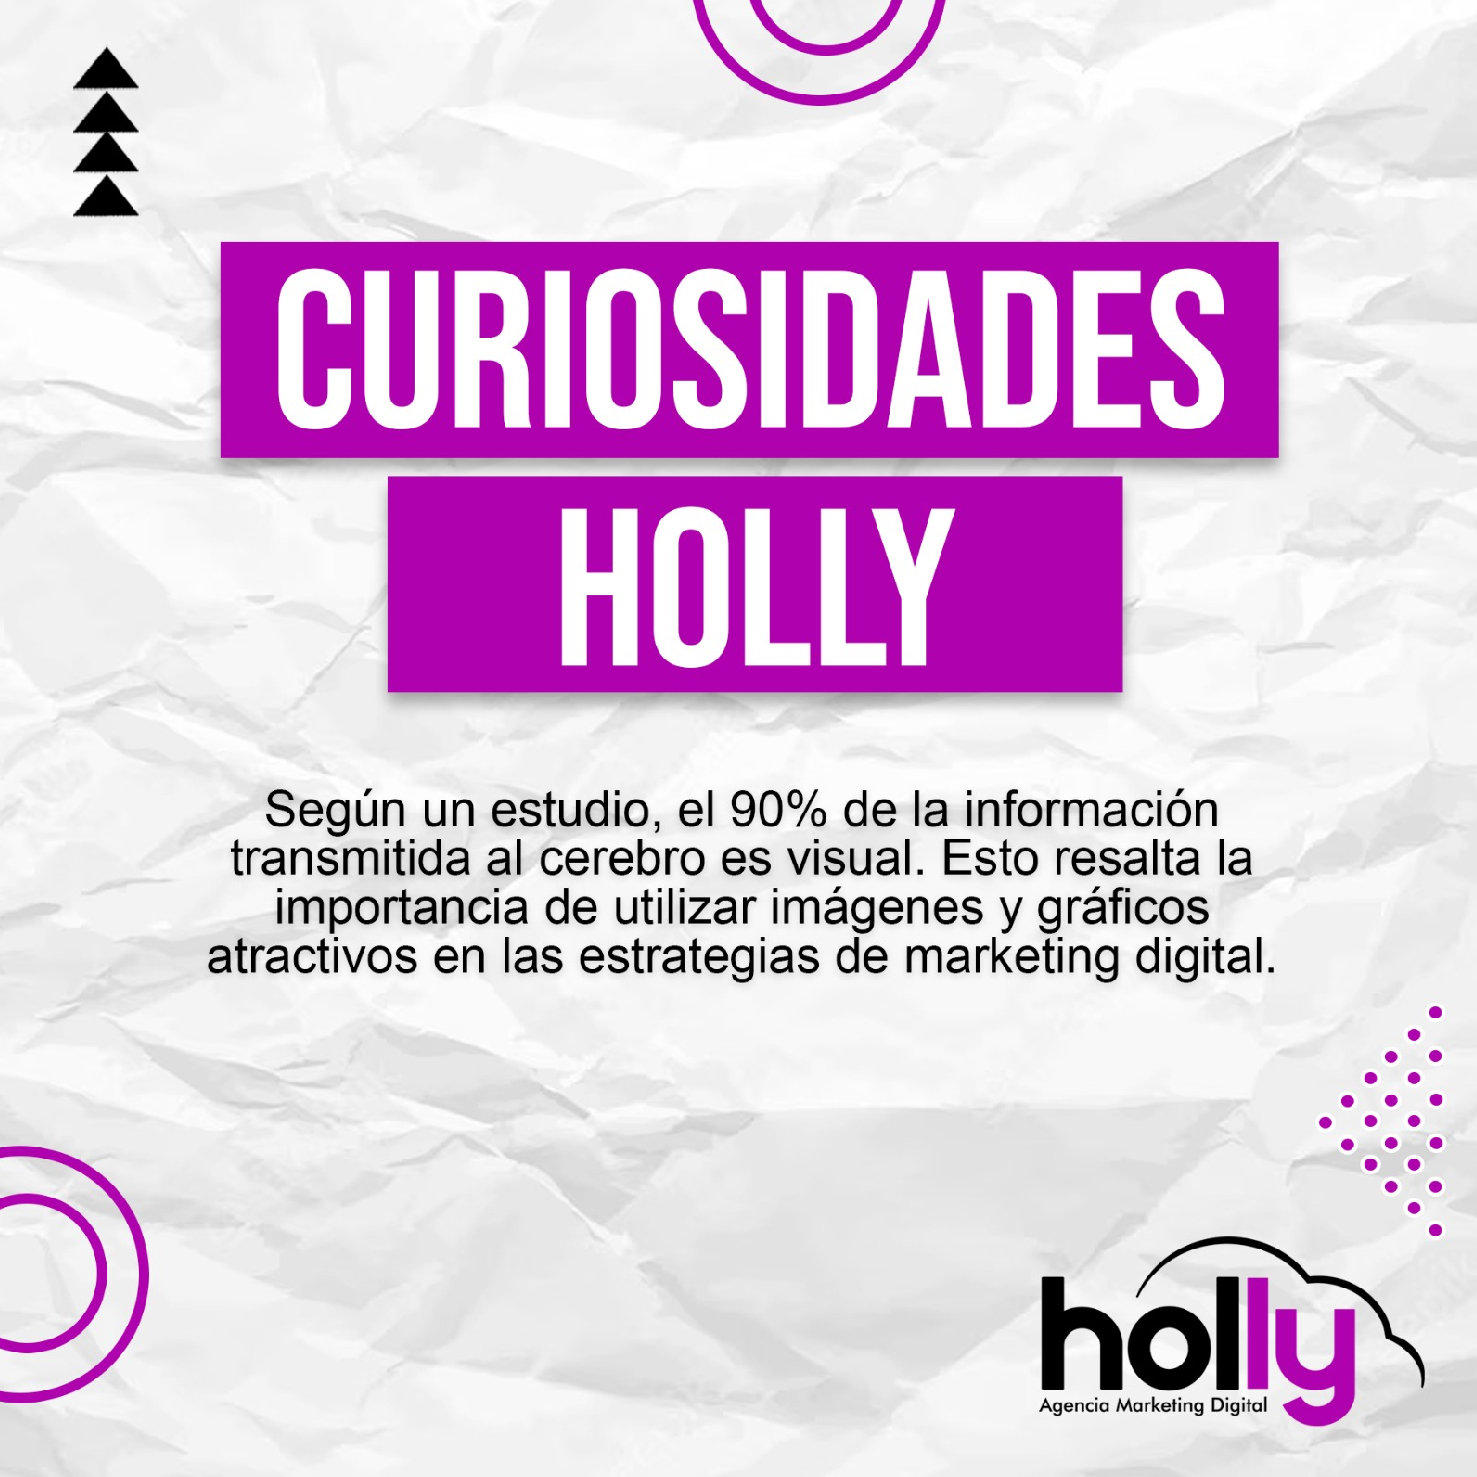 CURIOSIDADES
HOLLY
Según un estudio, el 90% de la información
transmitida al cerebro es visual. Esto resalta la
importancia de utilizar imágenes y gráficos
atractivos en las estrategias de marketing digital.
holly
Agencia Marketing Digital